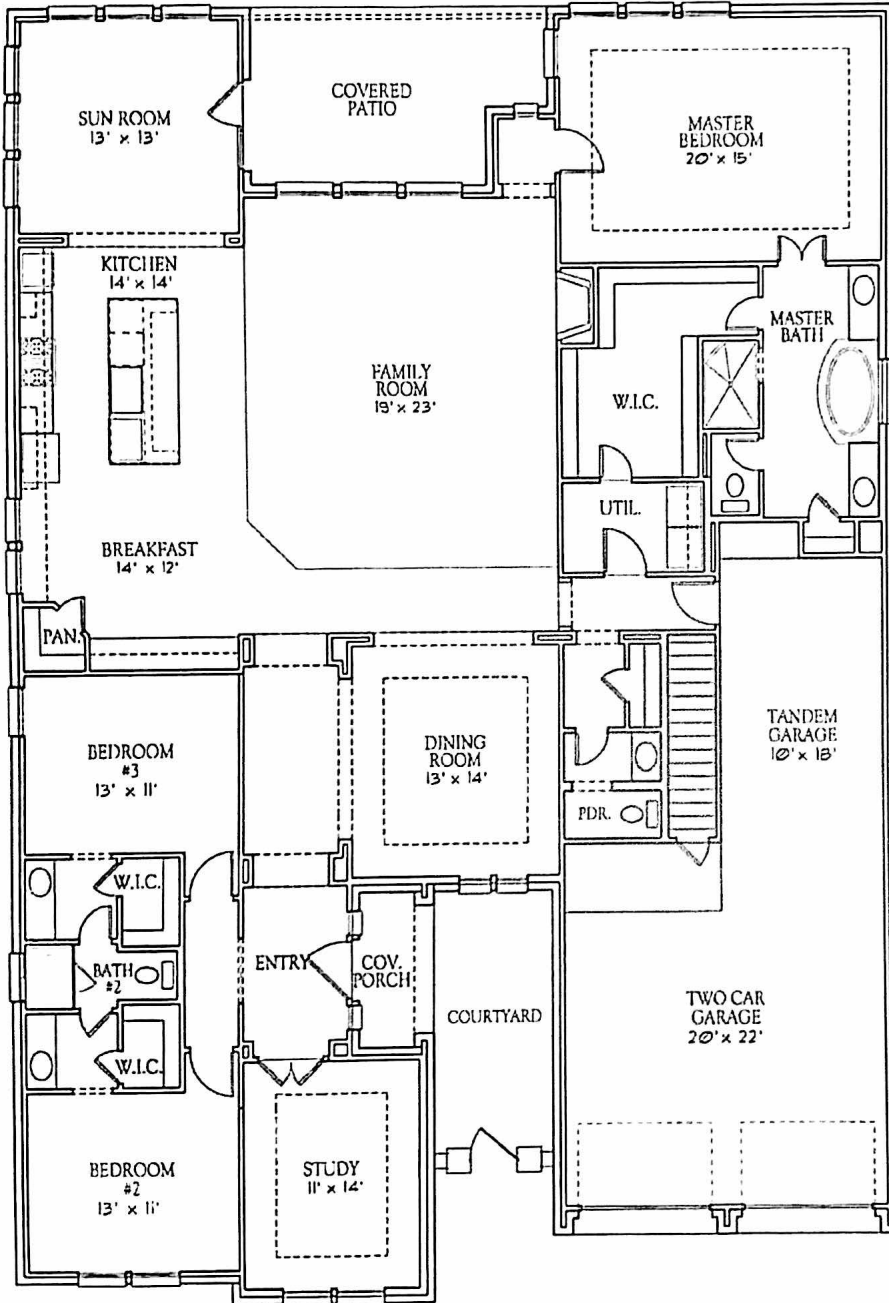 SUN ROOM
13' x 13'
COVERED
PATIO
MASTER
BEDROOM
20' x 15'
KITCHEN
14' x 14'
MASTER
BATH
FAMILY
ROOM
19' x 23'
W.I.C.
UTIL.
BREAKFAST
14' x 12'
PAN.
TANDEM
GARAGE
10' x 18'
BEDROOM
#3
13' x 11'
DINING
ROOM
13' x 14'
PDR.
W.I.C.
BATH
#2
ENTRY
COV.
PORCH
COURTYARD
TWO CAR
GARAGE
20' x 22'
W.I.C.
BEDROOM
#2
13' x 11'
STUDY
11' x 14'